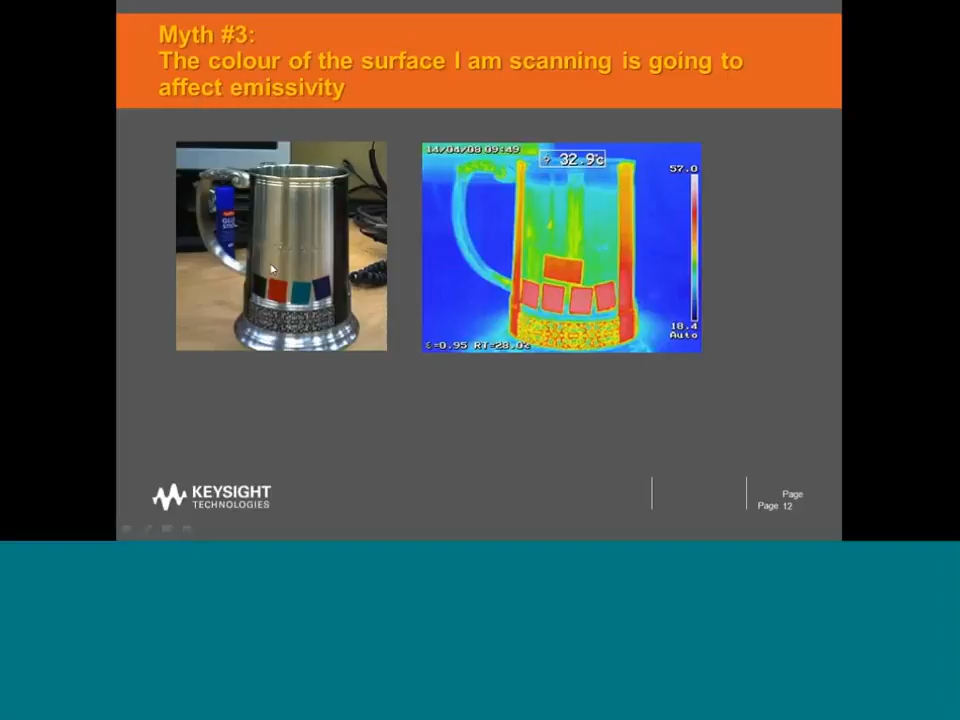 Myth #3:
The colour of the surface I am scanning is going to
affect emissivity
14/04/08 09:49
32.9℃
57.0
18.4
Auto
ε=0.95 RT=28.0℃
KEYSIGHT
TECHNOLOGIES
Page
Page 12